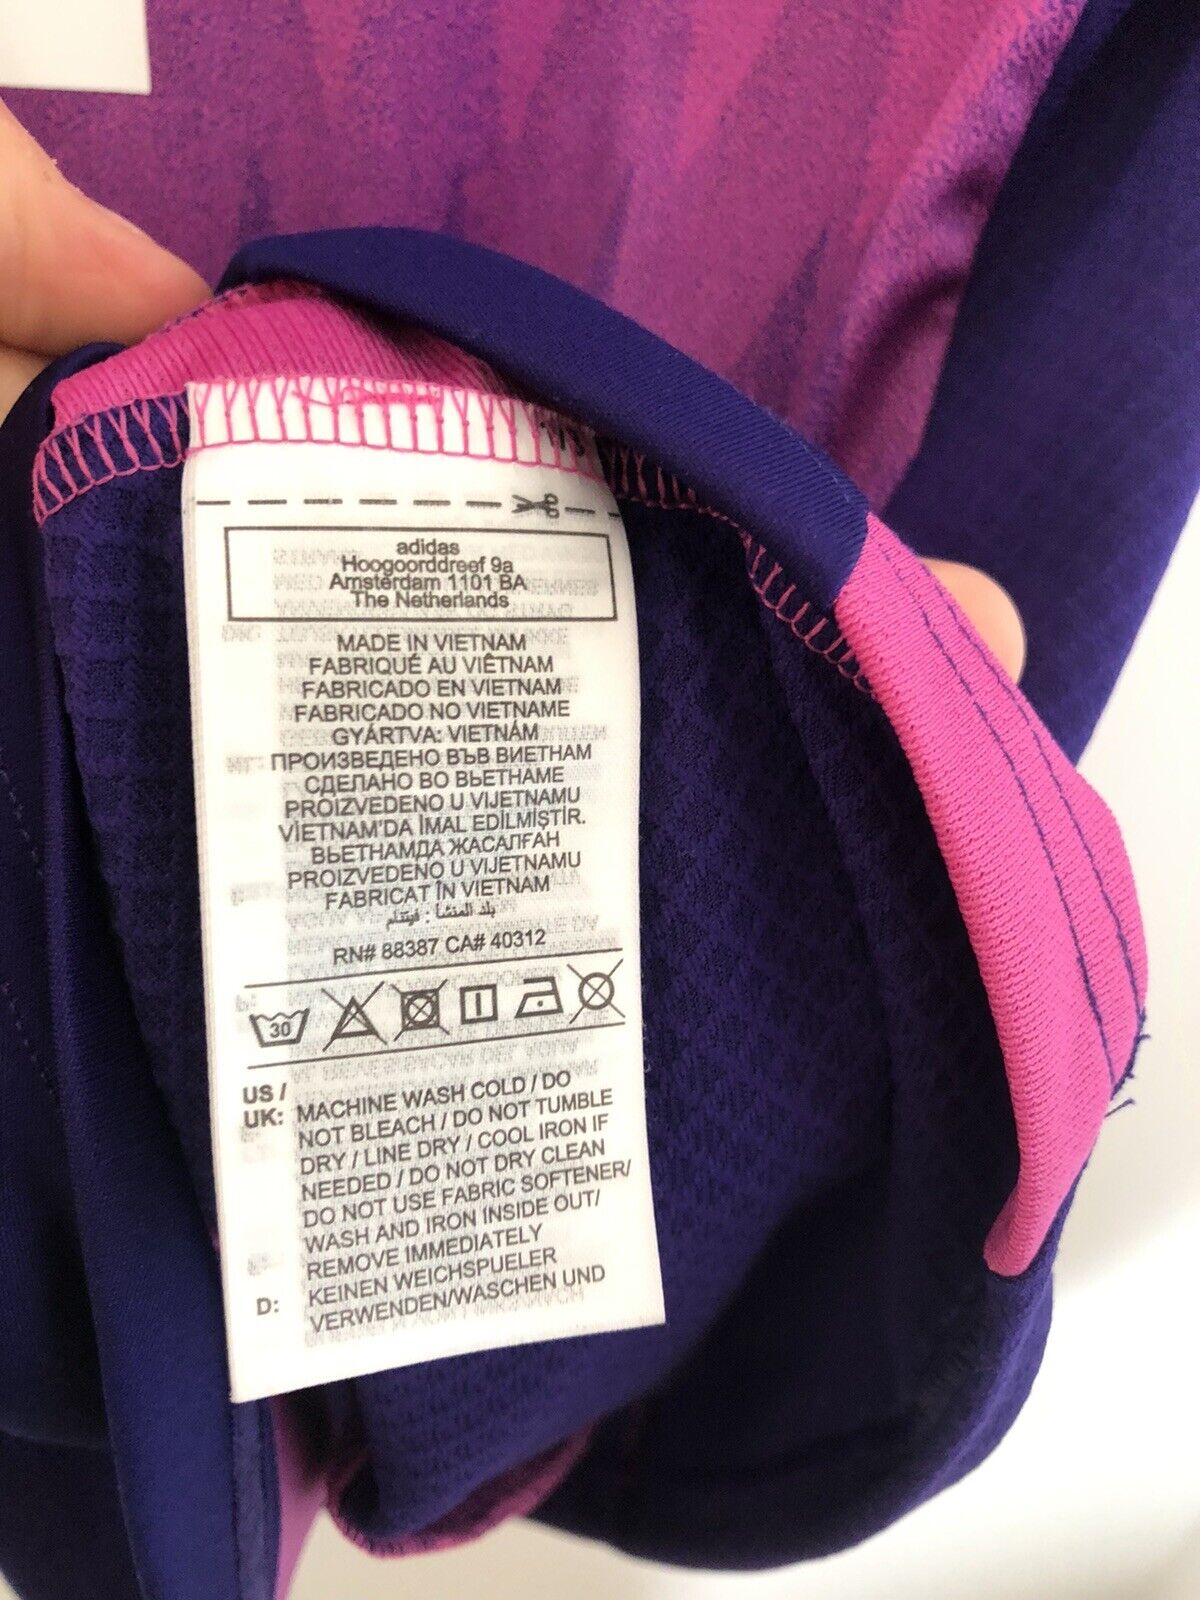 adidas
Hoogoorddreef 9a
Amsterdam 1101 BA
The Netherlands
MADE IN VIETNAM
FABRIQUÉ AU VIÊTNAM
FABRICADO EN VIETNAM
FABRICADO NO VIETNAME
GYÁRTVA: VIETNÁM
ПРОИЗВЕДЕНО ВЪВ ВИЕТНАМ
СДЕЛАНО ВО ВЬЕТНАМЕ
PROIZVEDENO U VIJETNAMU
VİETNAM'DA İMAL EDİLMİŞTİR.
ВЬЕТНАМДА ЖАСАЛҒАН
PROIZVEDENO U VIJETNAMU
FABRICAT ÎN VIETNAM
بلد المنشأ : فيتنام
RN# 88387 CA# 40312
30
US / UK: MACHINE WASH COLD / DO
NOT BLEACH / DO NOT TUMBLE
DRY / LINE DRY / COOL IRON IF
NEEDED / DO NOT DRY CLEAN
DO NOT USE FABRIC SOFTENER/
WASH AND IRON INSIDE OUT/
REMOVE IMMEDIATELY
D: KEINEN WEICHSPUELER
VERWENDEN/WASCHEN UND